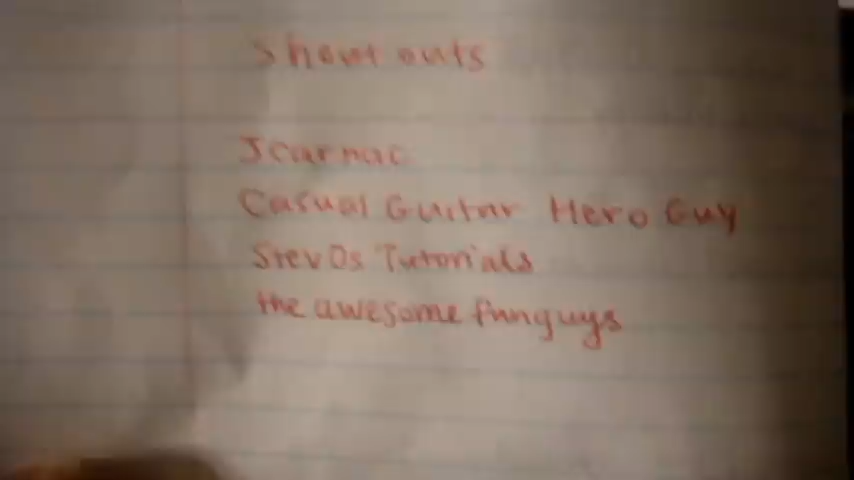 shout outs
Jcarnac
Casual Guitar Hero Guy
StevOs Tutorials
the awesome funguys